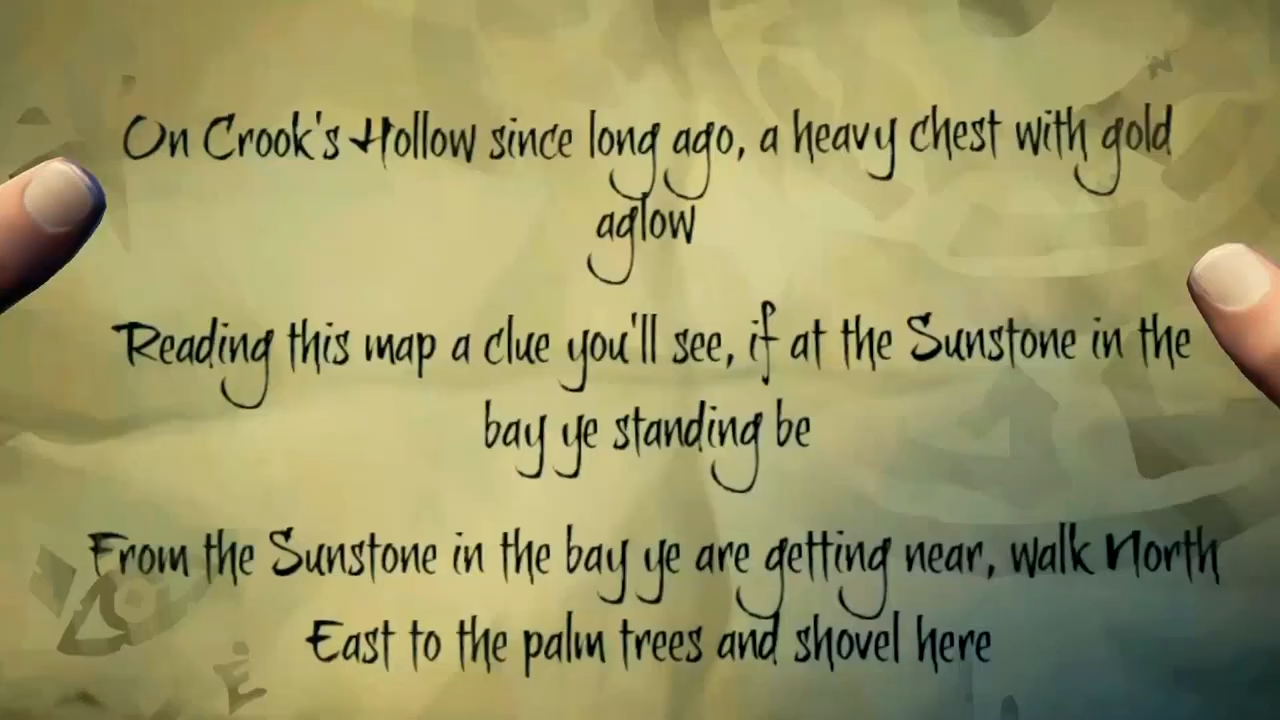 On Crook's Hollow since long ago, a heavy chest with gold
aglow
Reading this map a clue you'll see, if at the Sunstone in the
bay ye standing be
From the Sunstone in the bay ye are getting near, walk North
East to the palm trees and shovel here
N
E